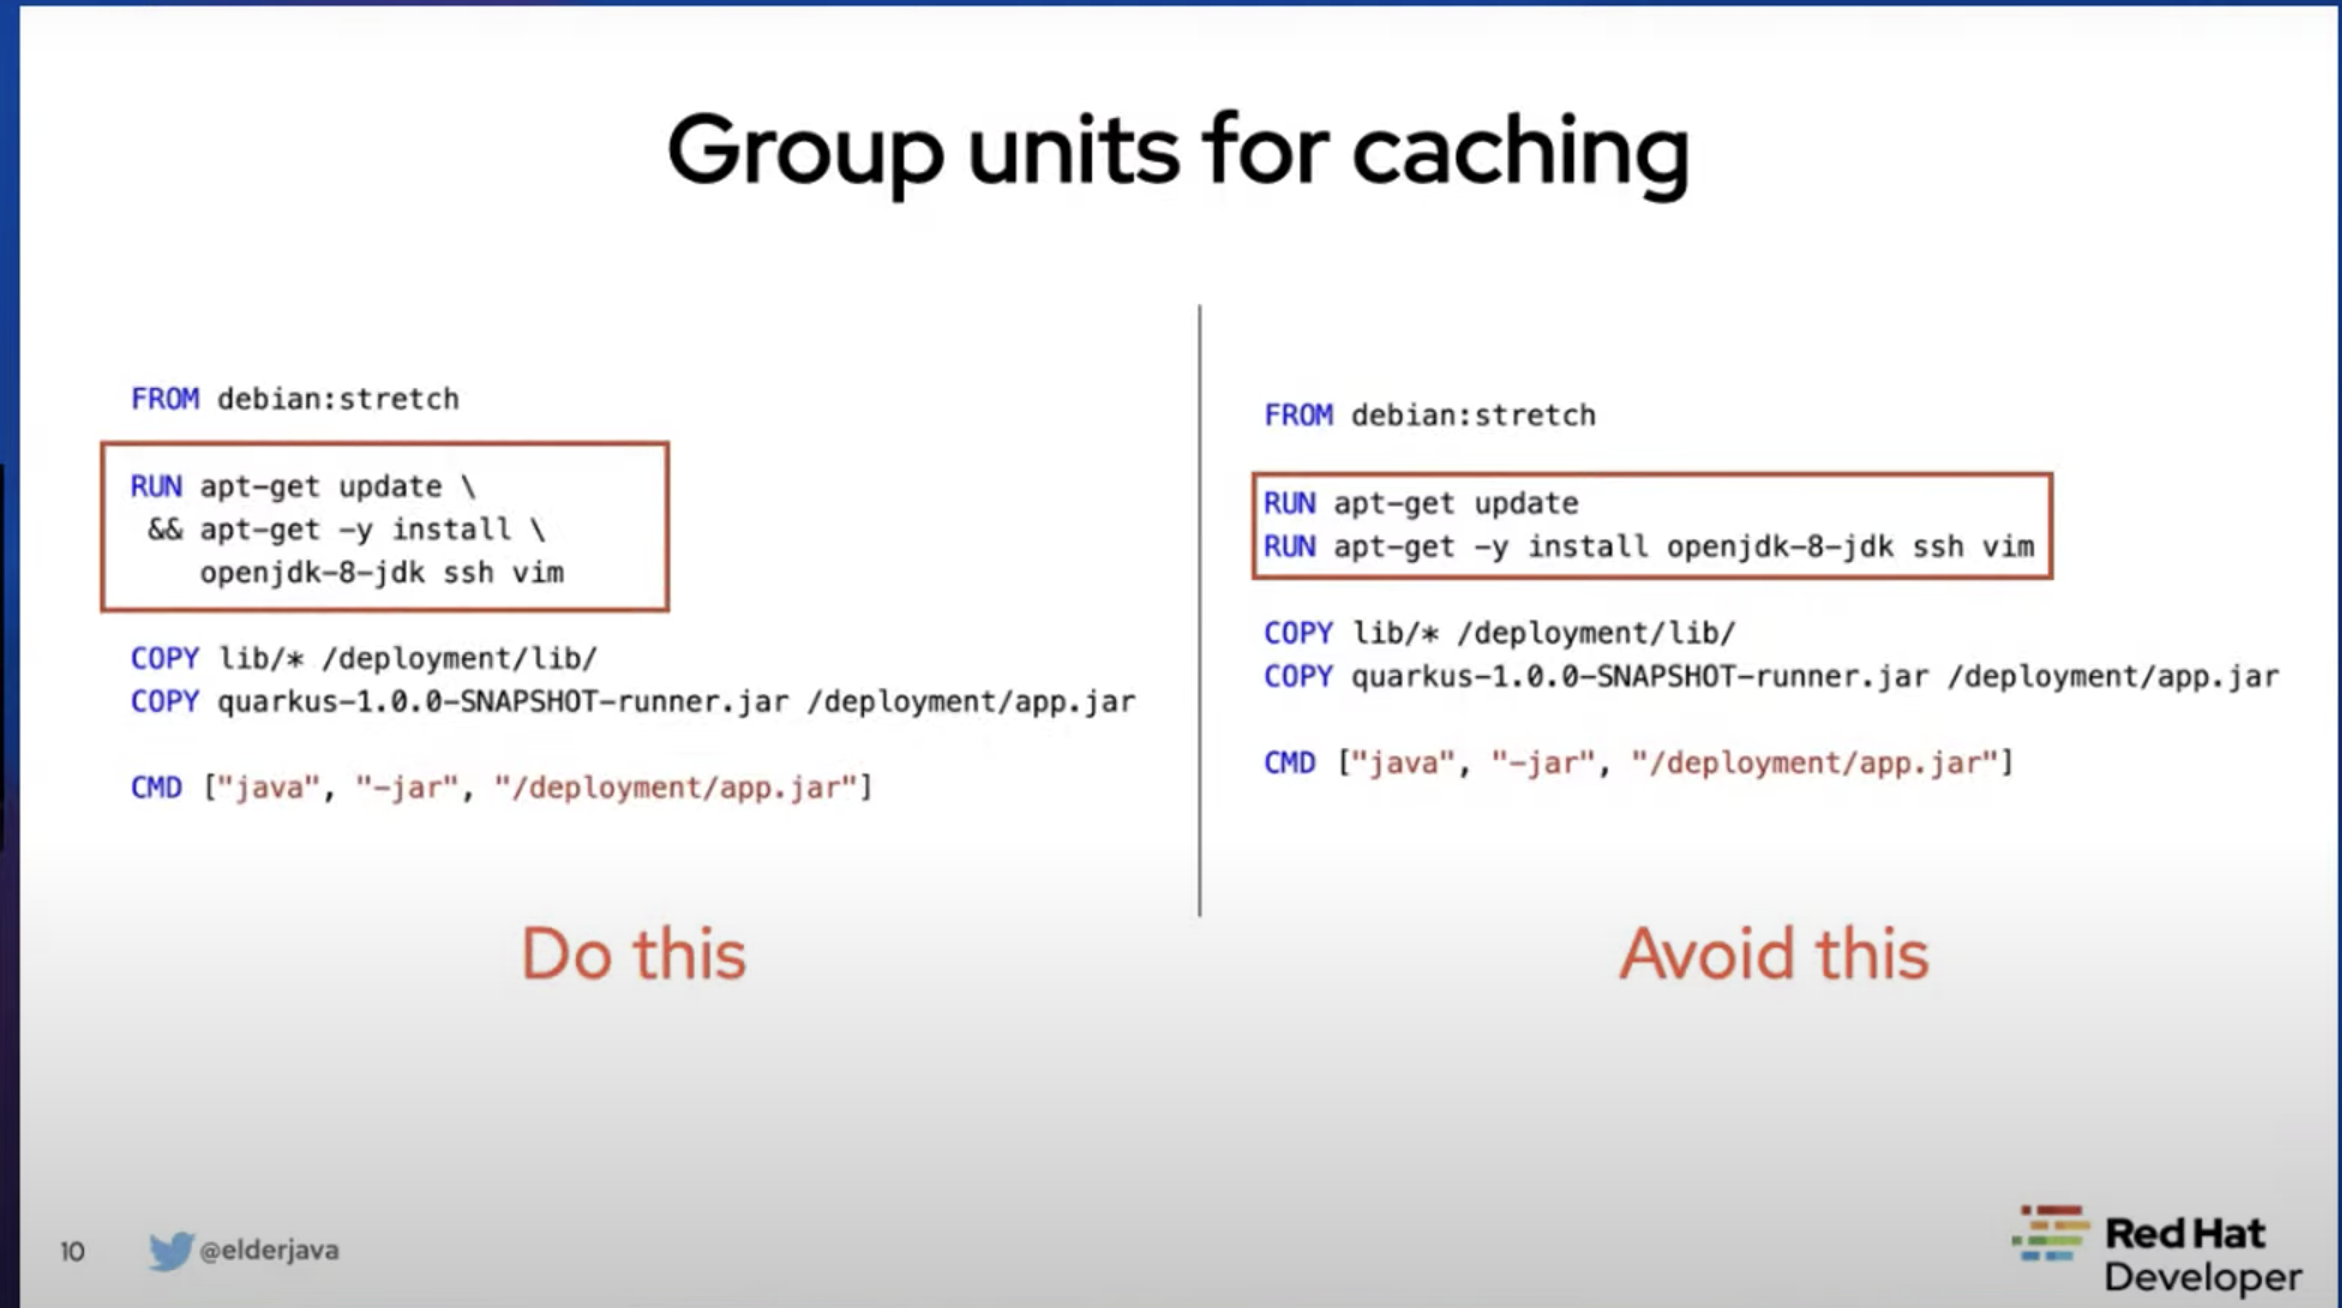 Group units for caching
FROM debian:stretch
RUN apt-get update \
 && apt-get -y install \
    openjdk-8-jdk ssh vim
COPY lib/* /deployment/lib/
COPY quarkus-1.0.0-SNAPSHOT-runner.jar /deployment/app.jar
CMD ["java", "-jar", "/deployment/app.jar"]
Do this
FROM debian:stretch
RUN apt-get update
RUN apt-get -y install openjdk-8-jdk ssh vim
COPY lib/* /deployment/lib/
COPY quarkus-1.0.0-SNAPSHOT-runner.jar /deployment/app.jar
CMD ["java", "-jar", "/deployment/app.jar"]
Avoid this
10
@elderjava
Red Hat
Developer